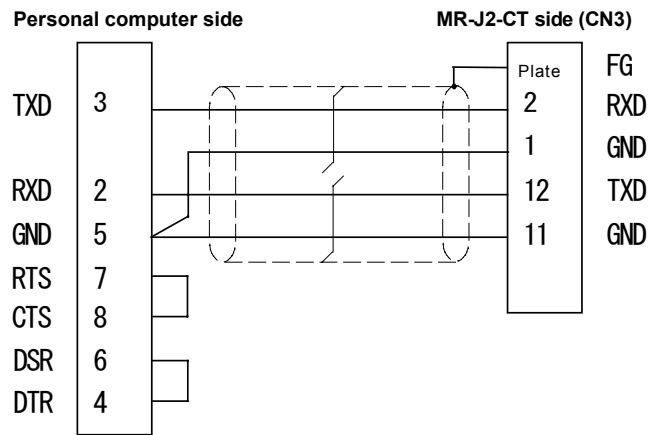 Personal computer side MR-J2-CT side (CN3)
Plate FG
TXD 3 2 RXD
1 GND
RXD 2 12 TXD
GND 5 11 GND
RTS 7
CTS 8
DSR 6
DTR 4